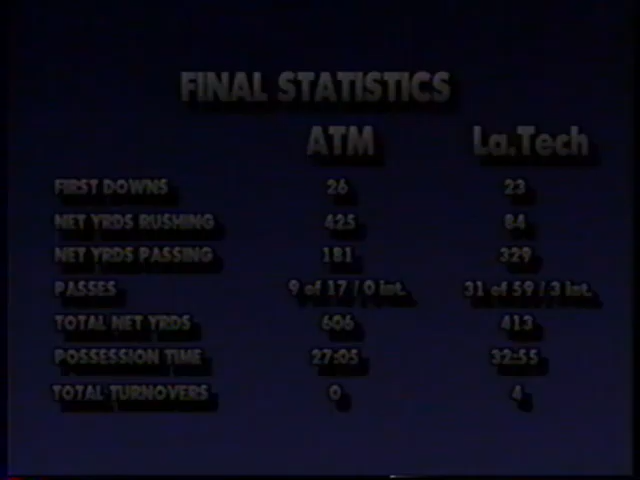 FINAL STATISTICS
ATM La.Tech
FIRST DOWNS 26 23
NET YRDS RUSHING 425 84
NET YRDS PASSING 181 329
PASSES 9 of 17 / 0 int. 31 of 59 / 3 int.
TOTAL NET YRDS 606 413
POSSESSION TIME 27:05 32:55
TOTAL TURNOVERS 0 4